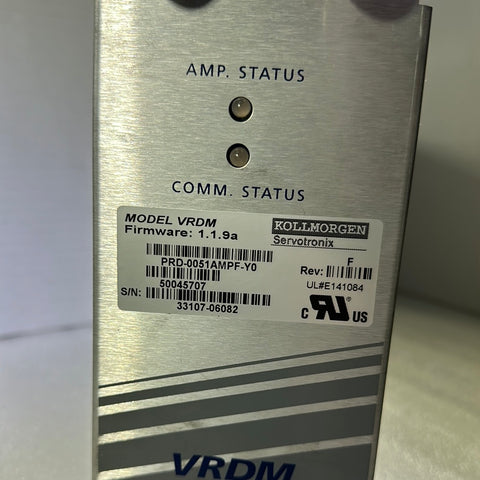 AMP. STATUS
COMM. STATUS
MODEL VRDM
Firmware: 1.1.9a
KOLLMORGEN
Servotronix
PRD-0051AMPF-Y0
50045707
S/N:
33107-06082
F
Rev:
UL#E141084
C UR US
VRDM